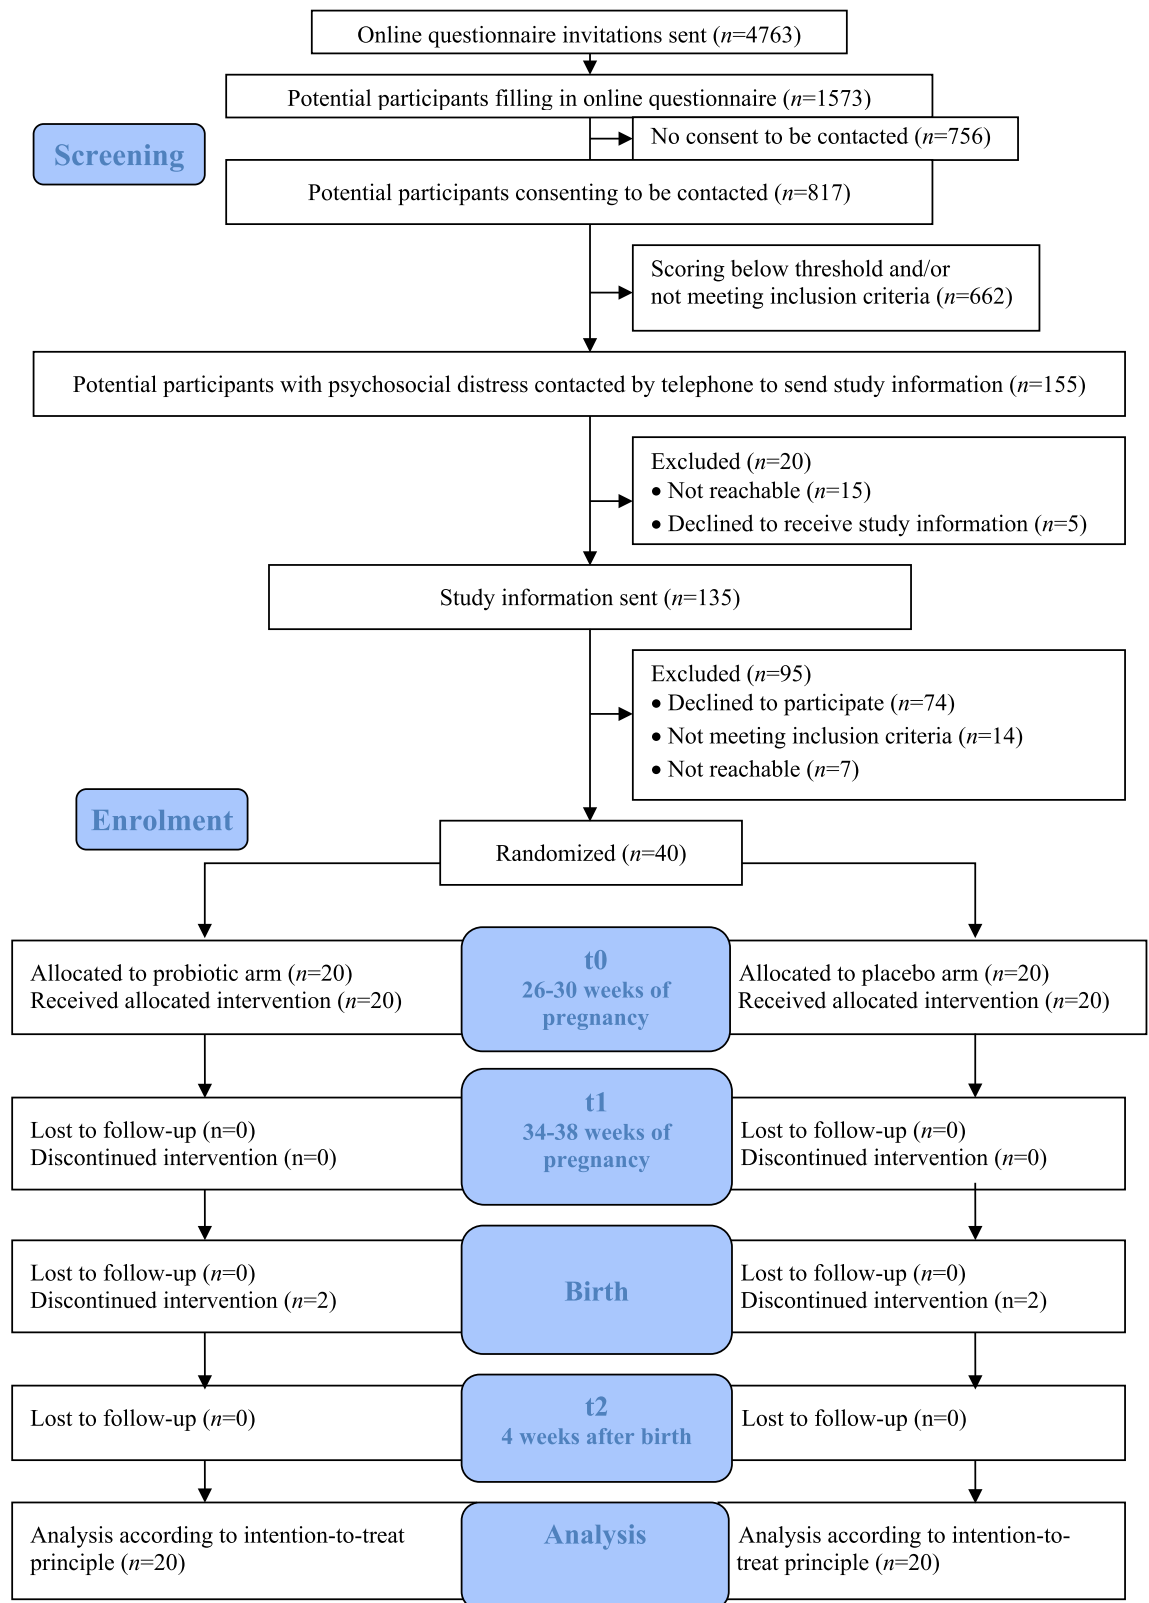 Online questionnaire invitations sent (n=4763)
Potential participants filling in online questionnaire (n=1573)
No consent to be contacted (n=756)
Screening
Potential participants consenting to be contacted (n=817)
Scoring below threshold and/or
not meeting inclusion criteria (n=662)
Potential participants with psychosocial distress contacted by telephone to send study information (n=155)
Excluded (n=20)
• Not reachable (n=15)
• Declined to receive study information (n=5)
Study information sent (n=135)
Excluded (n=95)
• Declined to participate (n=74)
• Not meeting inclusion criteria (n=14)
• Not reachable (n=7)
Enrolment
Randomized (n=40)
Allocated to probiotic arm (n=20)
Received allocated intervention (n=20)
t0
26-30 weeks of
pregnancy
Allocated to placebo arm (n=20)
Received allocated intervention (n=20)
Lost to follow-up (n=0)
Discontinued intervention (n=0)
t1
34-38 weeks of
pregnancy
Lost to follow-up (n=0)
Discontinued intervention (n=0)
Lost to follow-up (n=0)
Discontinued intervention (n=2)
Birth
Lost to follow-up (n=0)
Discontinued intervention (n=2)
Lost to follow-up (n=0)
t2
4 weeks after birth
Lost to follow-up (n=0)
Analysis according to intention-to-treat
principle (n=20)
Analysis
Analysis according to intention-to-
treat principle (n=20)